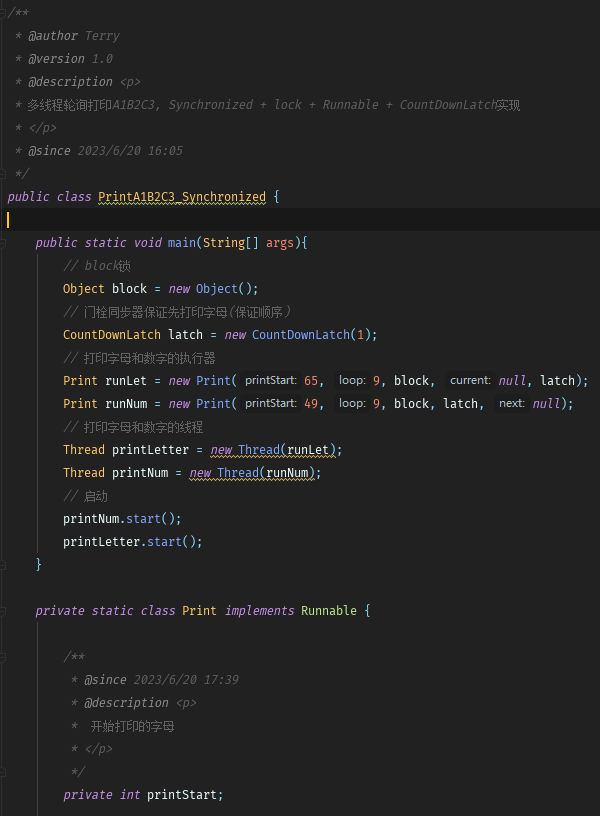 /**
 * @author Terry
 * @version 1.0
 * @description <p>
 * 多线程轮询打印A1B2C3, Synchronized + lock + Runnable + CountDownLatch实现
 * </p>
 * @since 2023/6/20 16:05
 */
public class PrintA1B2C3_Synchronized {
    public static void main(String[] args){
        // block锁
        Object block = new Object();
        // 门栓同步器保证先打印字母(保证顺序)
        CountDownLatch latch = new CountDownLatch(1);
        // 打印字母和数字的执行器
        Print runLet = new Print( printStart: 65, loop: 9, block, current: null, latch);
        Print runNum = new Print( printStart: 49, loop: 9, block, latch, next: null);
        // 打印字母和数字的线程
        Thread printLetter = new Thread(runLet);
        Thread printNum = new Thread(runNum);
        // 启动
        printNum.start();
        printLetter.start();
    }
    private static class Print implements Runnable {
        /**
         * @since 2023/6/20 17:39
         * @description <p>
         *  开始打印的字母
         * </p>
         */
        private int printStart;